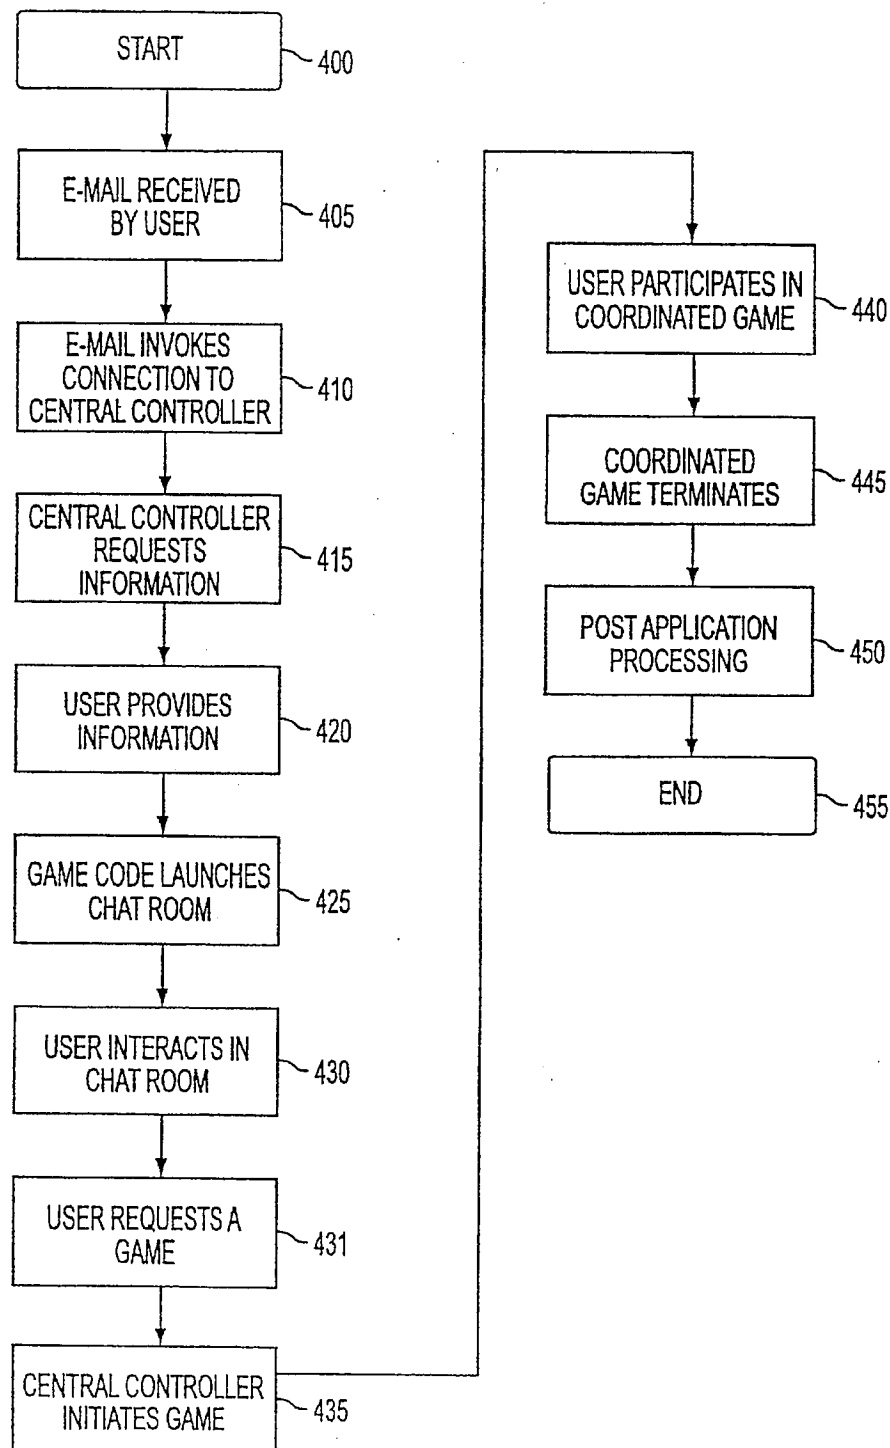 START
400
E-MAIL RECEIVED
BY USER
405
E-MAIL INVOKES
CONNECTION TO
CENTRAL CONTROLLER
410
CENTRAL CONTROLLER
REQUESTS
INFORMATION
415
USER PROVIDES
INFORMATION
420
GAME CODE LAUNCHES
CHAT ROOM
425
USER INTERACTS IN
CHAT ROOM
430
USER REQUESTS A
GAME
431
CENTRAL CONTROLLER
INITIATES GAME
435
USER PARTICIPATES IN
COORDINATED GAME
440
COORDINATED
GAME TERMINATES
445
POST APPLICATION
PROCESSING
450
END
455